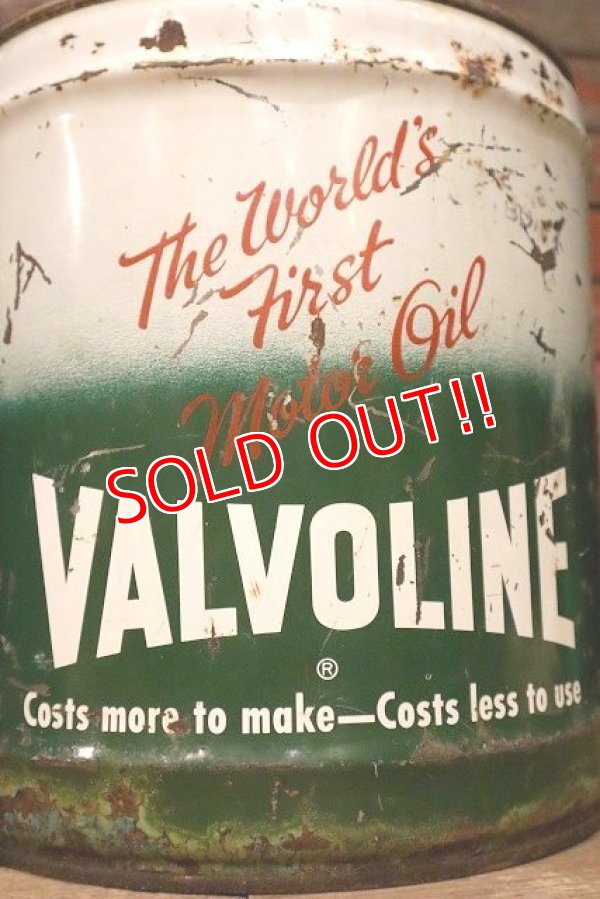 The World's
First
Motor Oil
SOLD OUT!!
VALVOLINE
®
Costs more to make—Costs less to use